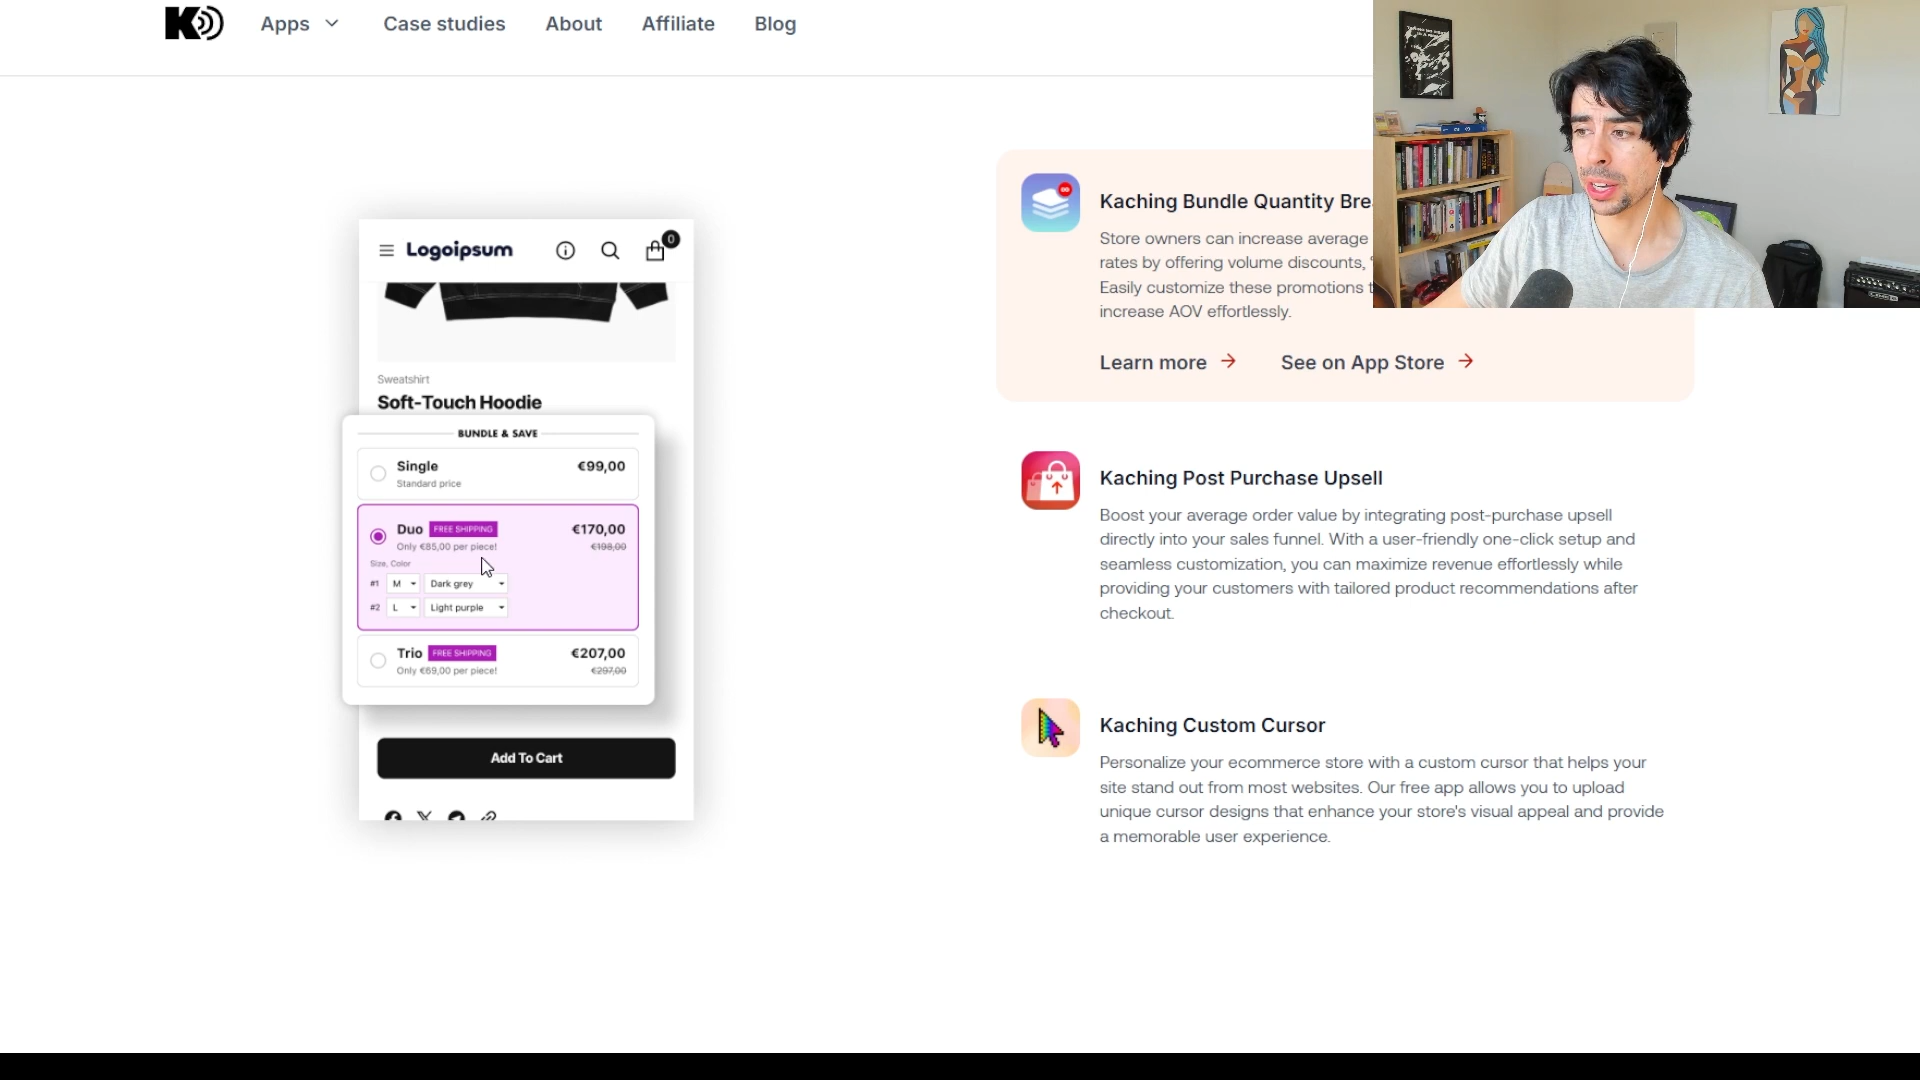 Apps
Case studies
About
Affiliate
Blog
Logoipsum
0
Sweatshirt
Soft-Touch Hoodie
BUNDLE & SAVE
Single
€99,00
Standard price
Duo FREE SHIPPING
€170,00
Only €85,00 per piece!
€198,00
Size, Color
#1 M Dark grey
#2 L Light purple
Trio FREE SHIPPING
€207,00
Only €69,00 per piece!
€297,00
Add To Cart
Kaching Bundle Quantity Bre
Store owners can increase average
rates by offering volume discounts,
Easily customize these promotions
increase AOV effortlessly.
Learn more → See on App Store →
Kaching Post Purchase Upsell
Boost your average order value by integrating post-purchase upsell
directly into your sales funnel. With a user-friendly one-click setup and
seamless customization, you can maximize revenue effortlessly while
providing your customers with tailored product recommendations after
checkout.
Kaching Custom Cursor
Personalize your ecommerce store with a custom cursor that helps your
site stand out from most websites. Our free app allows you to upload
unique cursor designs that enhance your store's visual appeal and provide
a memorable user experience.